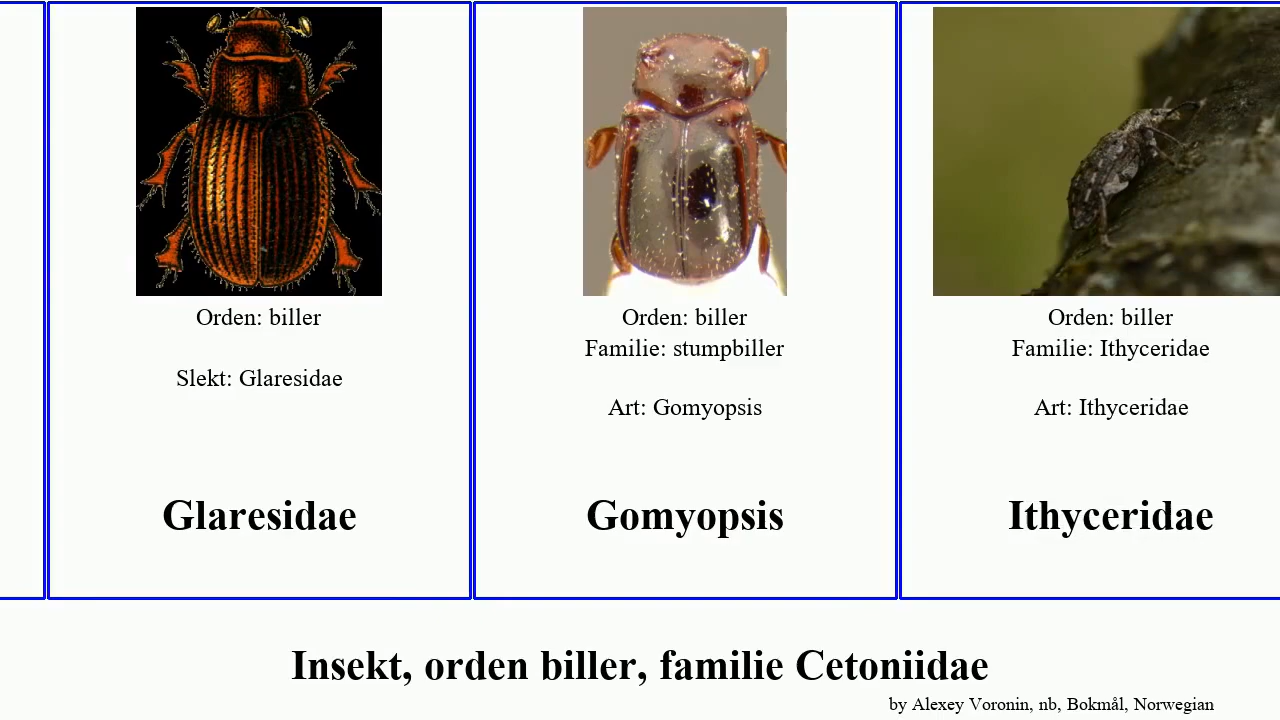 Orden: biller
Slekt: Glaresidae
Glaresidae
Orden: biller
Familie: stumpbiller
Art: Gomyopsis
Gomyopsis
Orden: biller
Familie: Ithyceridae
Art: Ithyceridae
Ithyceridae
Insekt, orden biller, familie Cetoniidae
by Alexey Voronin, nb, Bokmål, Norwegian